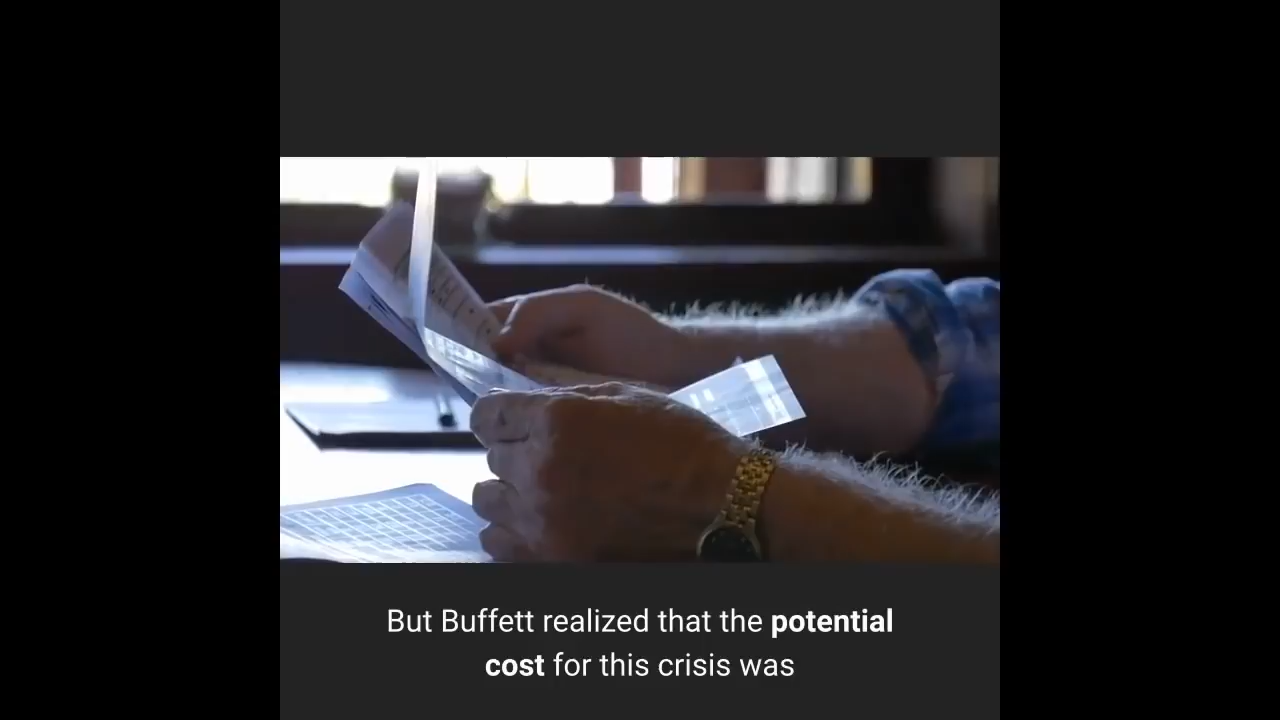 But Buffett realized that the potential
cost for this crisis was